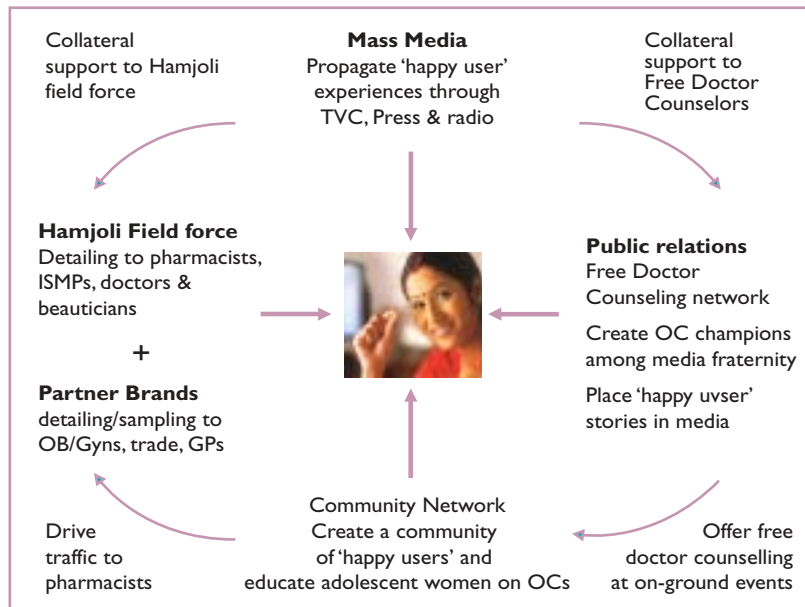 Collateral
support to Hamjoli
field force
Mass Media
Propagate ‘happy user’
experiences through
TVC, Press & radio
Collateral
support to
Free Doctor
Counselors
Hamjoli Field force
Detailing to pharmacists,
ISMPs, doctors &
beauticians
+
Partner Brands
detailing/sampling to
OB/Gyns, trade, GPs
Public relations
Free Doctor
Counseling network
Create OC champions
among media fraternity
Place ‘happy uvser’
stories in media
Drive
traffic to
pharmacists
Community Network
Create a community
of ‘happy users’ and
educate adolescent women on OCs
Offer free
doctor counselling
at on-ground events